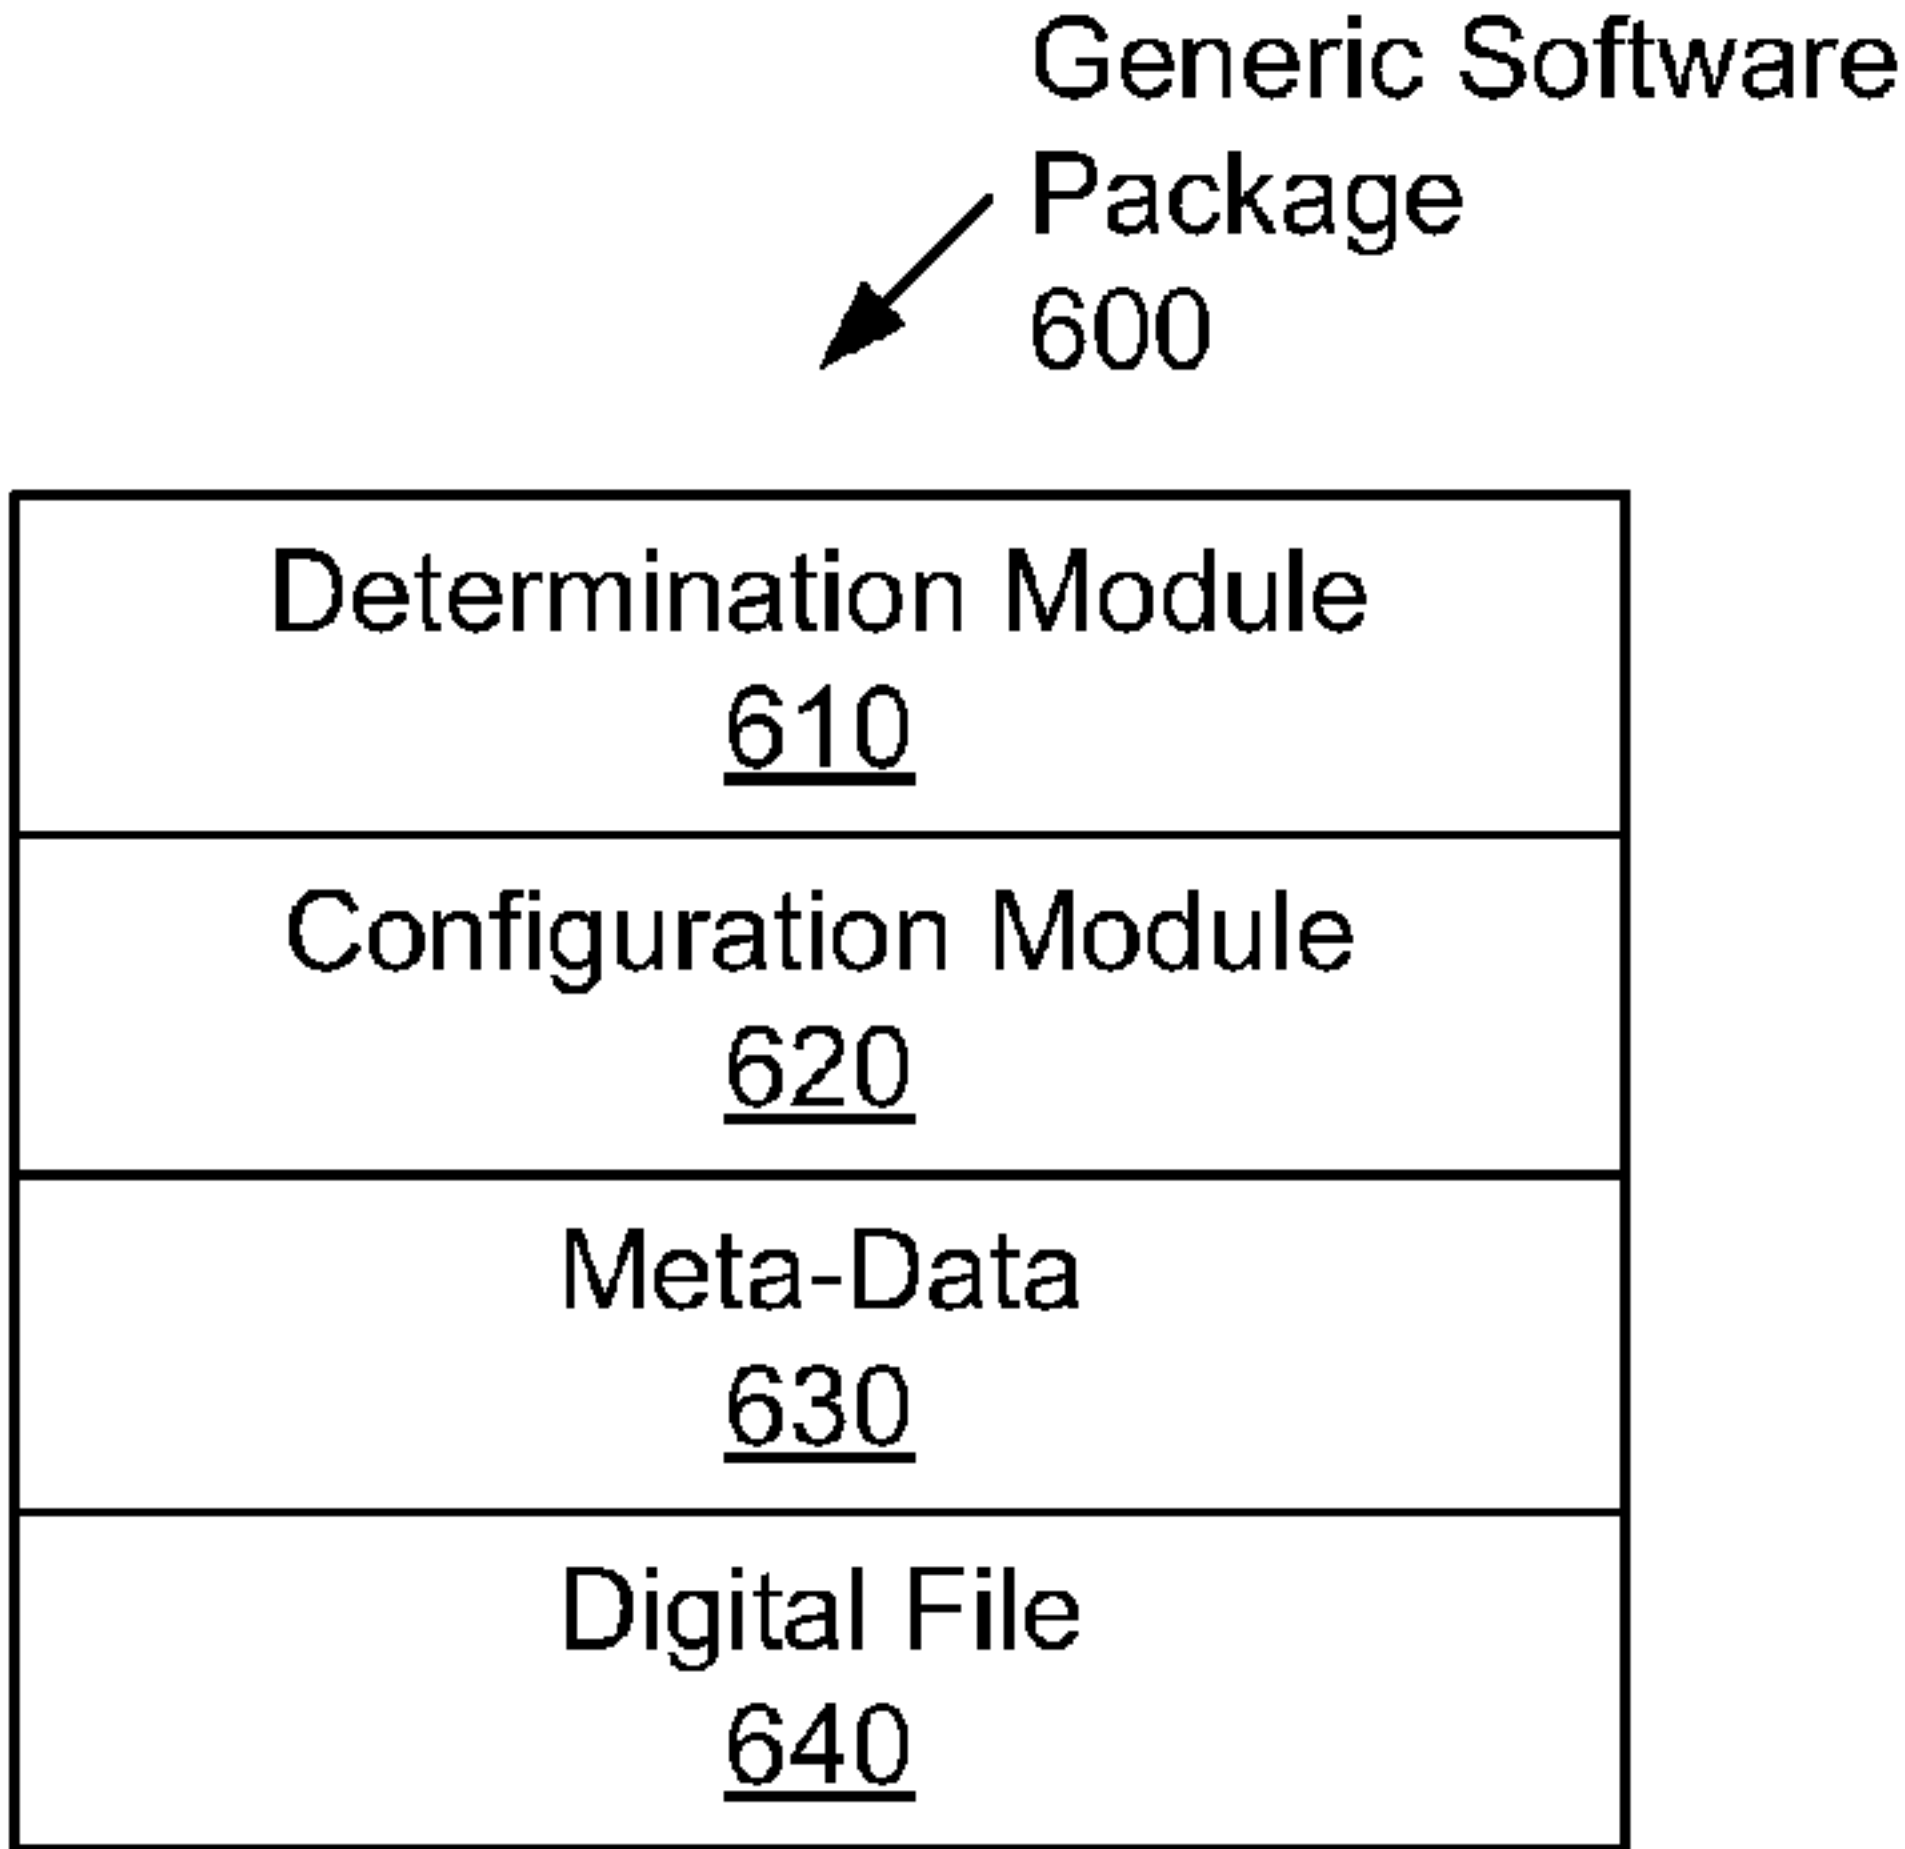 Generic Software
Package
600
Determination Module
610
Configuration Module
620
Meta-Data
630
Digital File
640